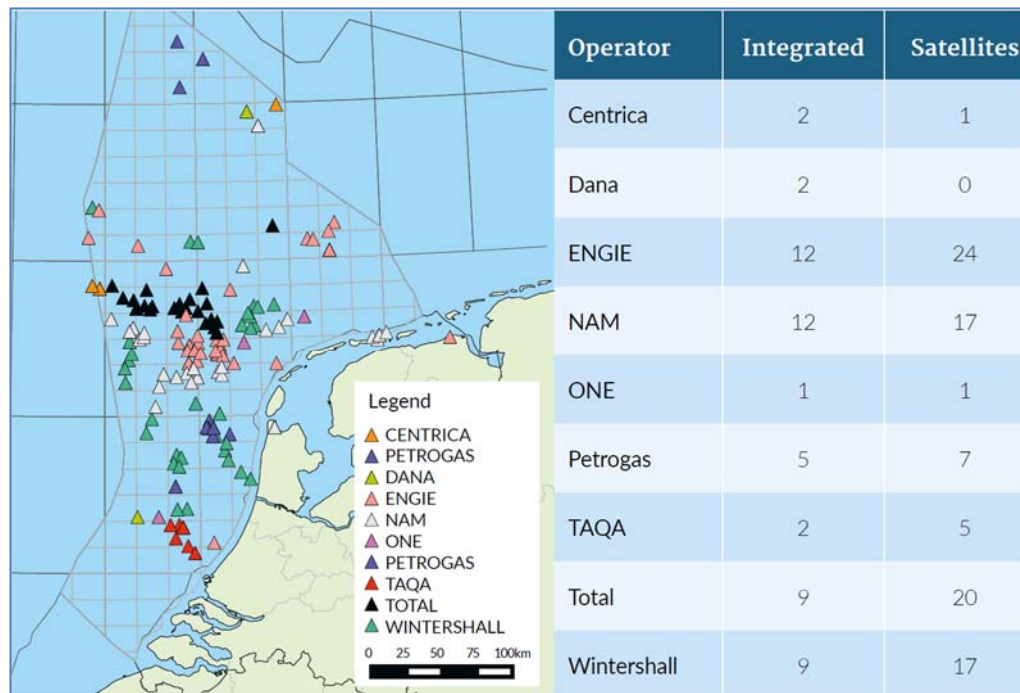 Legend
CENTRICA
PETROGAS
DANA
ENGIE
NAM
ONE
PETROGAS
TAQA
TOTAL
WINTERSHALL
0 25 50 75 100km
Operator Integrated Satellites
Centrica 2 1
Dana 2 0
ENGIE 12 24
NAM 12 17
ONE 1 1
Petrogas 5 7
TAQA 2 5
Total 9 20
Wintershall 9 17